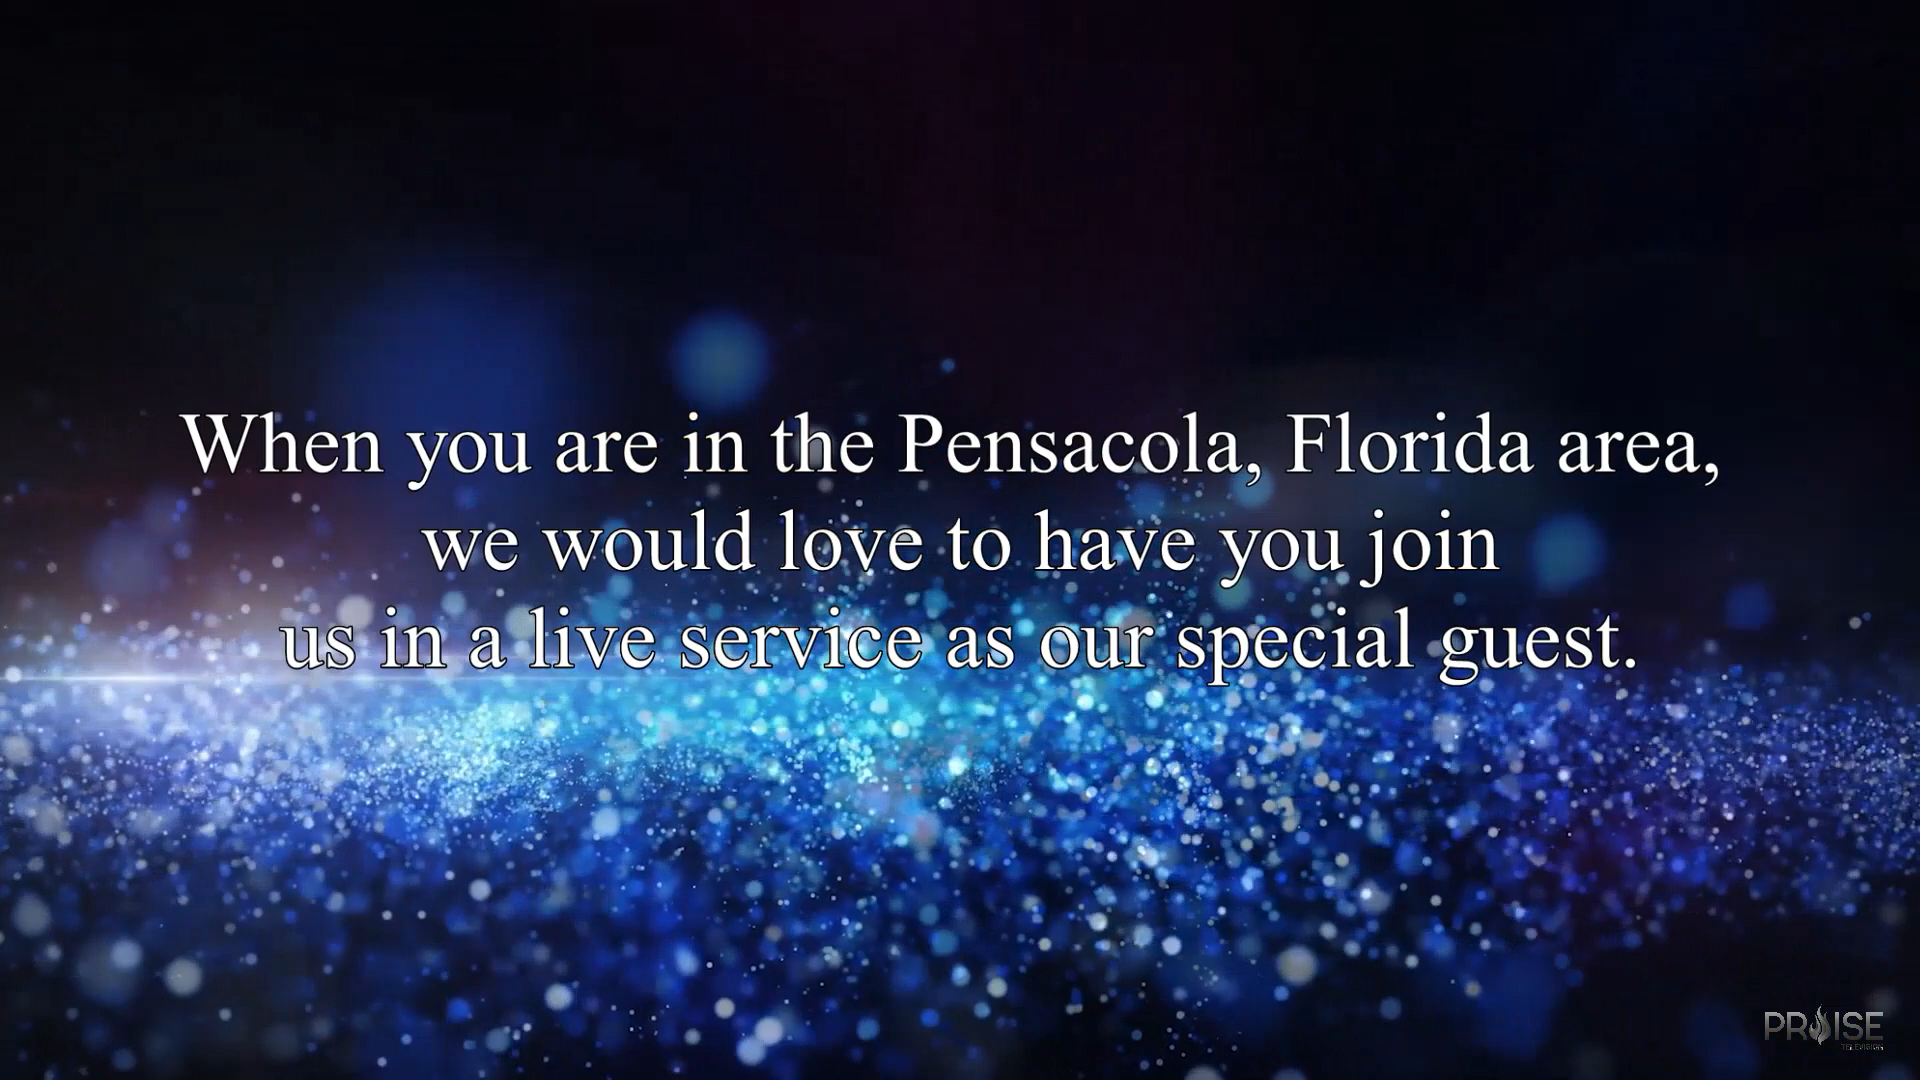 When you are in the Pensacola, Florida area,
we would love to have you join
us in a live service as our special guest.
PRAISE
TELEVISION